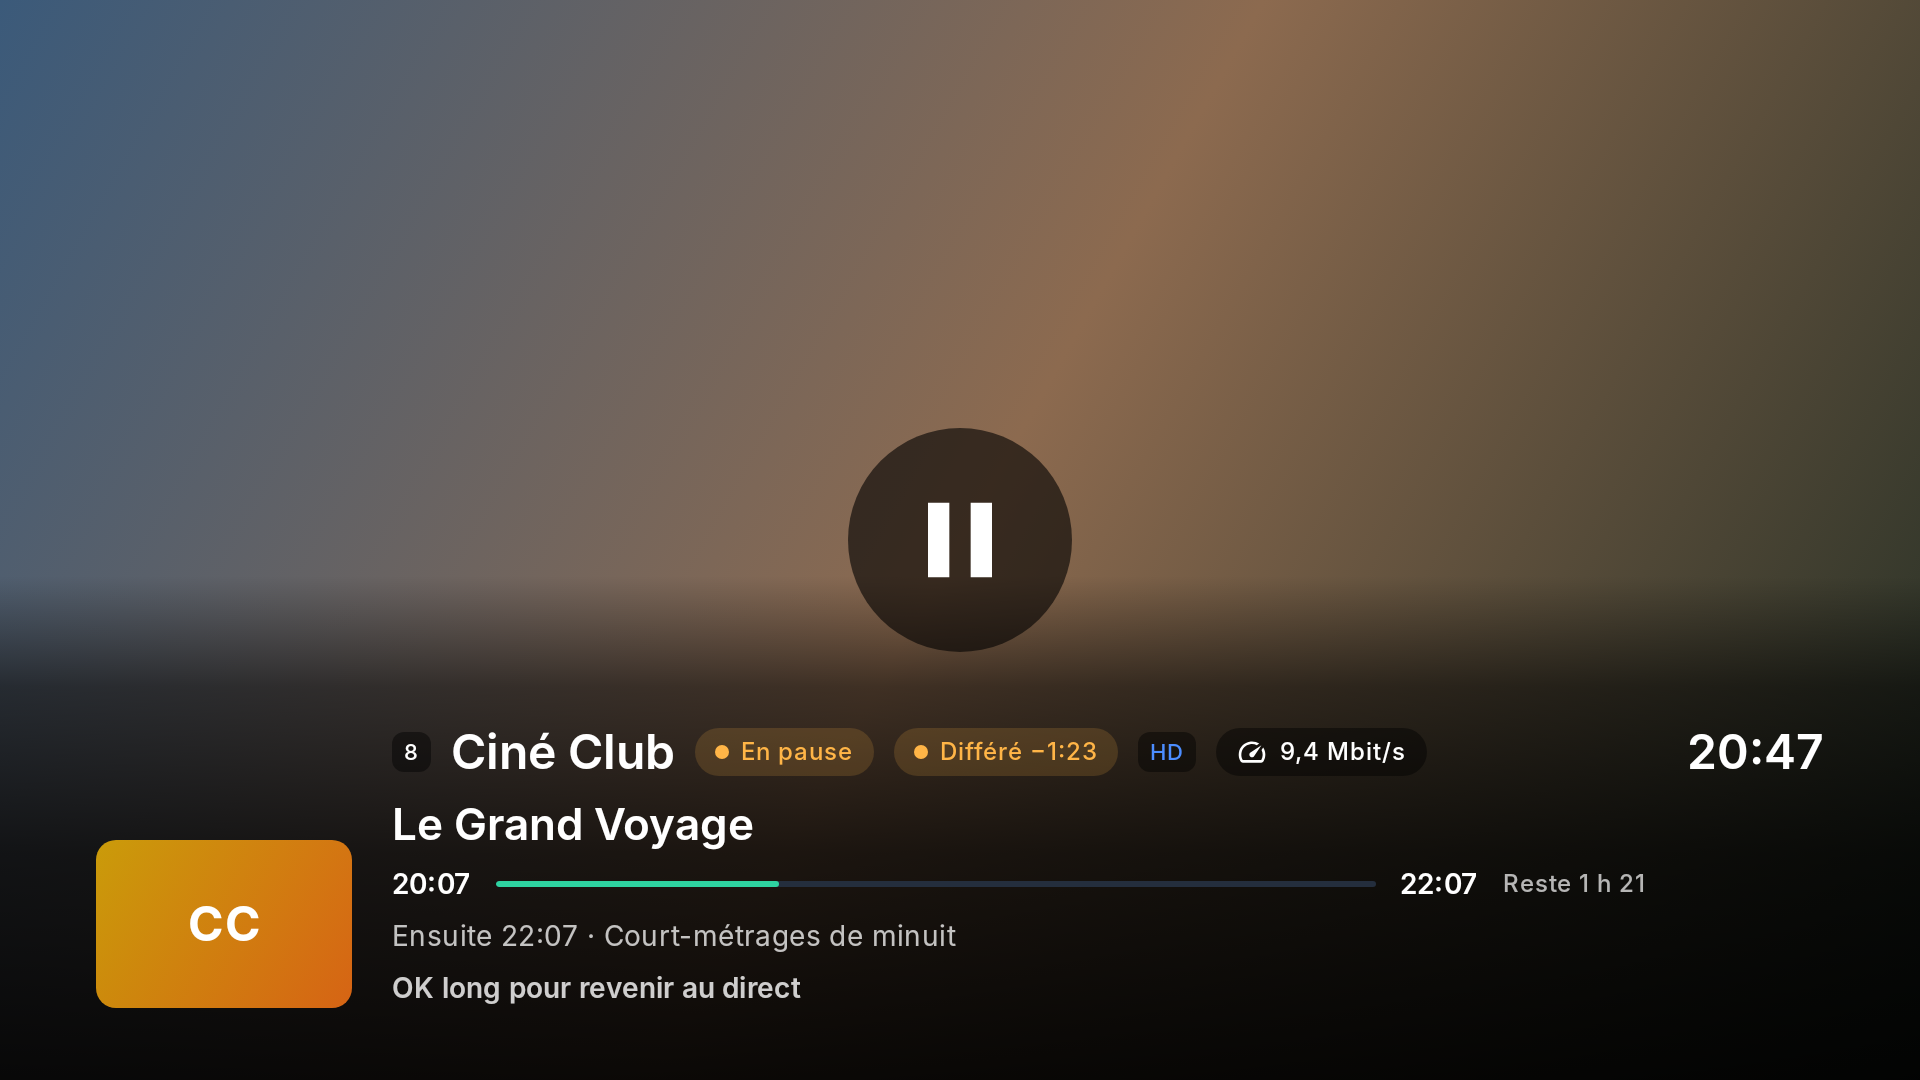 8 Ciné Club En pause Différé −1:23 HD 9,4 Mbit/s 20:47
Le Grand Voyage
20:07 22:07 Reste 1 h 21
CC
Ensuite 22:07 · Court-métrages de minuit
OK long pour revenir au direct